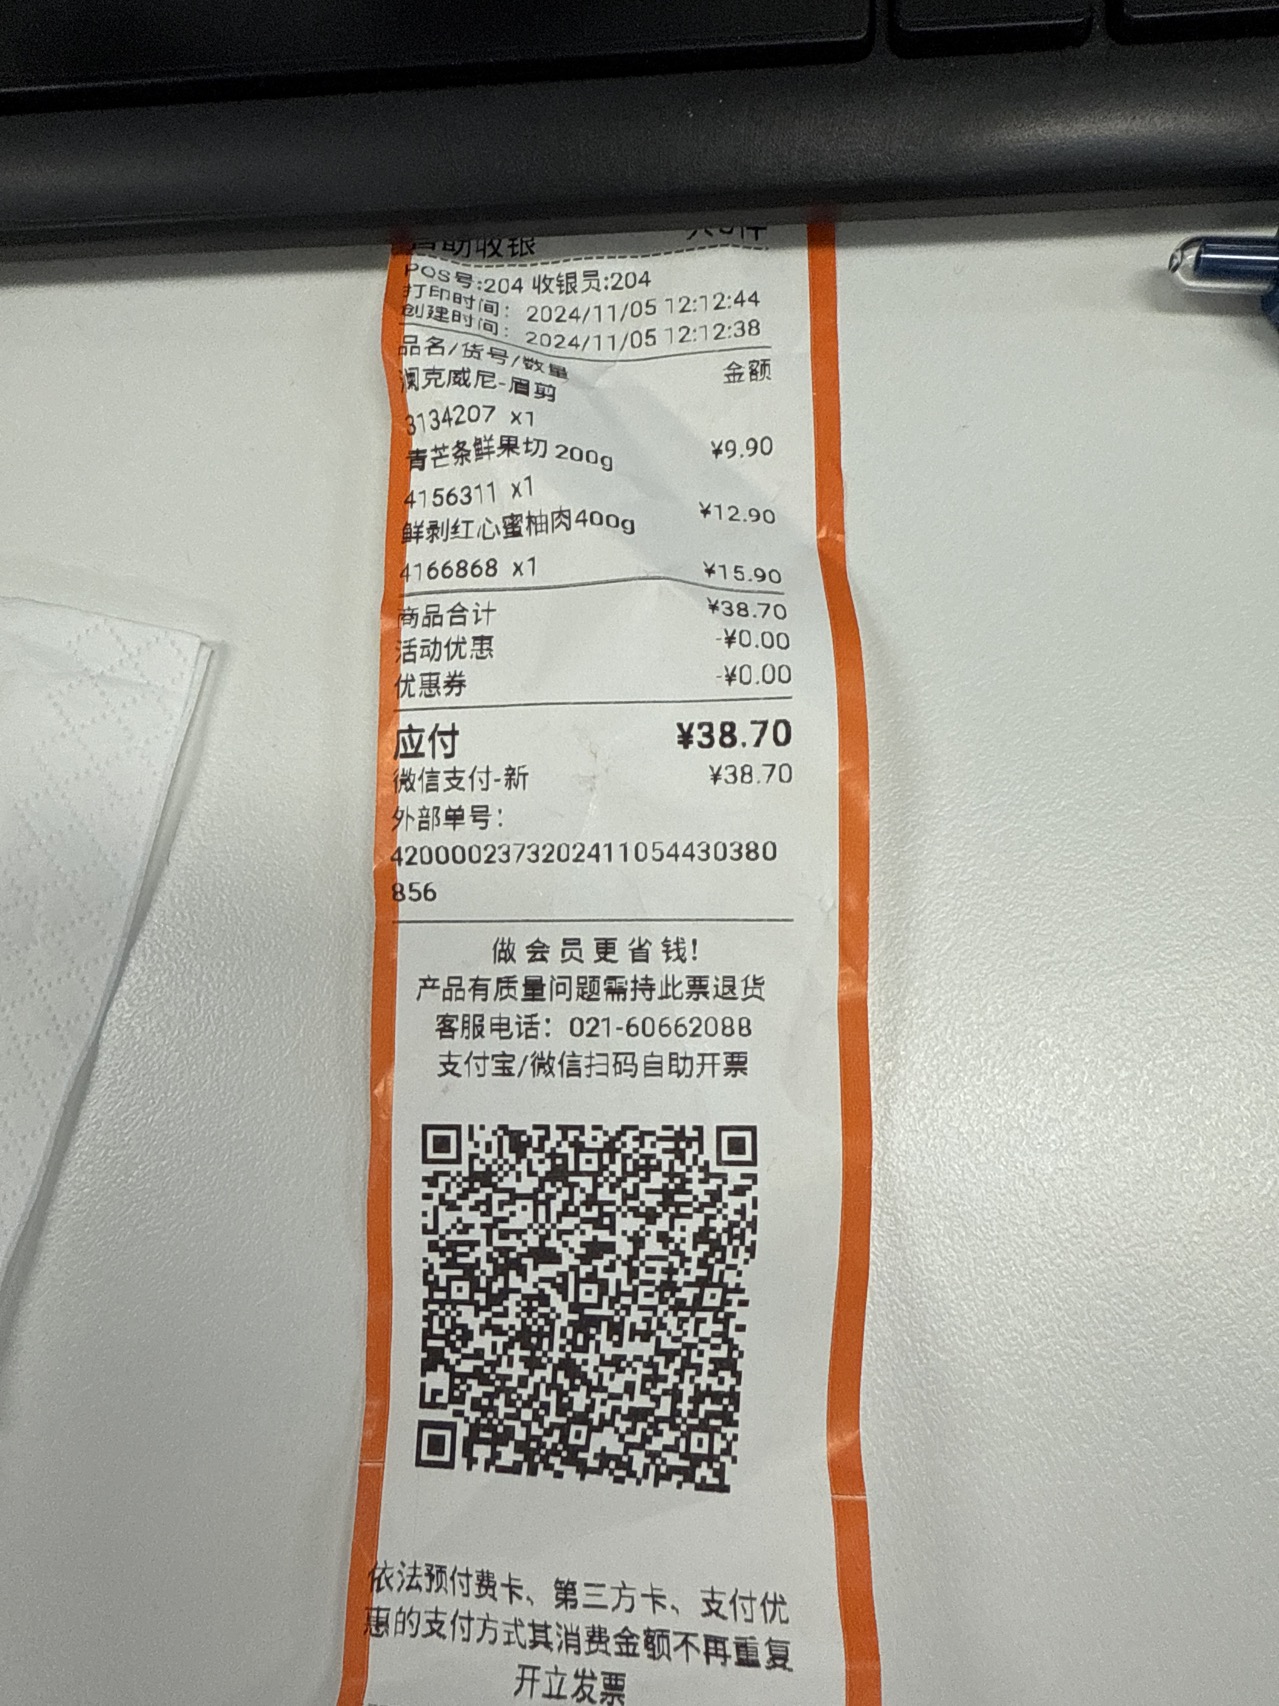 自助收银 共3件
POS号:204 收银员:204
打印时间: 2024/11/05 12:12:44
创建时间: 2024/11/05 12:12:38
品名/货号/数量 金额
澜克威尼-眉剪
3134207 x1 ¥9.90
青芒条鲜果切 200g
4156311 x1 ¥12.90
鲜剥红心蜜柚肉400g
4166868 x1 ¥15.90
商品合计 ¥38.70
活动优惠 -¥0.00
优惠券 -¥0.00
应付 ¥38.70
微信支付-新 ¥38.70
外部单号:
4200002373202411054430380
856
做会员更省钱!
产品有质量问题需持此票退货
客服电话: 021-60662088
支付宝/微信扫码自助开票
依法预付费卡、第三方卡、支付优
惠的支付方式其消费金额不再重复
开立发票